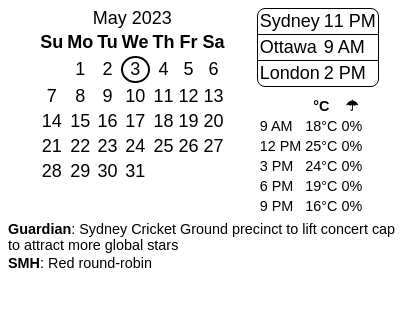 May 2023
Su Mo Tu We Th Fr Sa
1 2 3 4 5 6
7 8 9 10 11 12 13
14 15 16 17 18 19 20
21 22 23 24 25 26 27
28 29 30 31
Sydney 11 PM
Ottawa 9 AM
London 2 PM
°C ☂
9 AM 18°C 0%
12 PM 25°C 0%
3 PM 24°C 0%
6 PM 19°C 0%
9 PM 16°C 0%
Guardian: Sydney Cricket Ground precinct to lift concert cap
to attract more global stars
SMH: Red round-robin